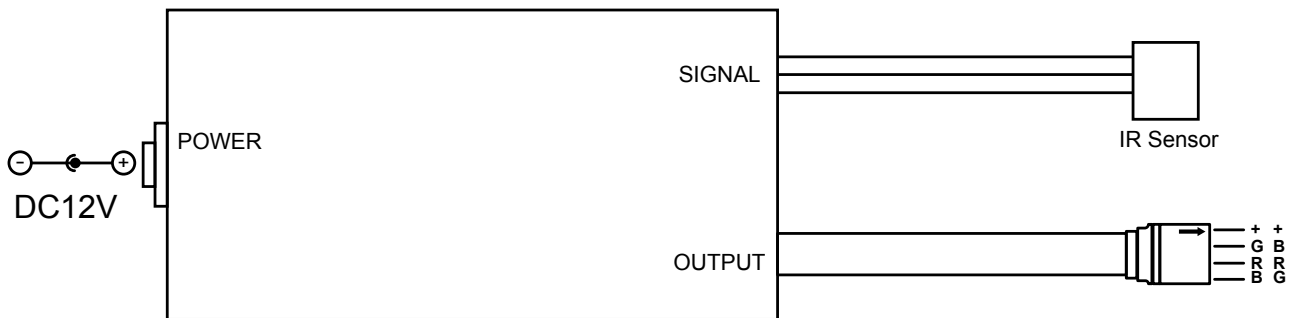 SIGNAL
IR Sensor
POWER
- +
DC12V
OUTPUT
+ +
G B
R R
B G